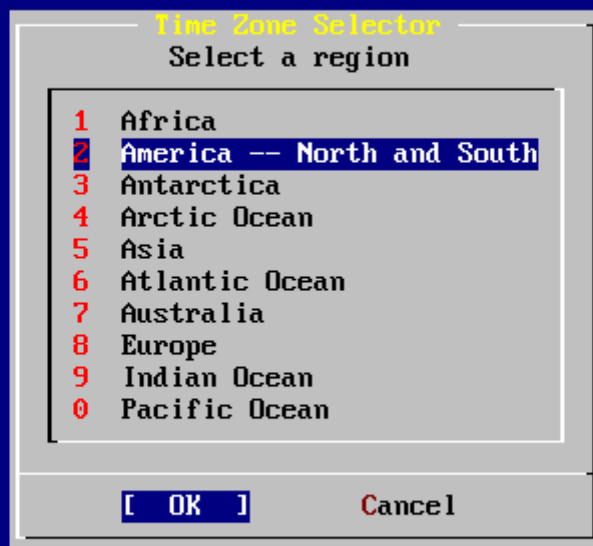 Time Zone Selector
Select a region
1 Africa
2 America -- North and South
3 Antarctica
4 Arctic Ocean
5 Asia
6 Atlantic Ocean
7 Australia
8 Europe
9 Indian Ocean
0 Pacific Ocean
[ OK ] Cancel